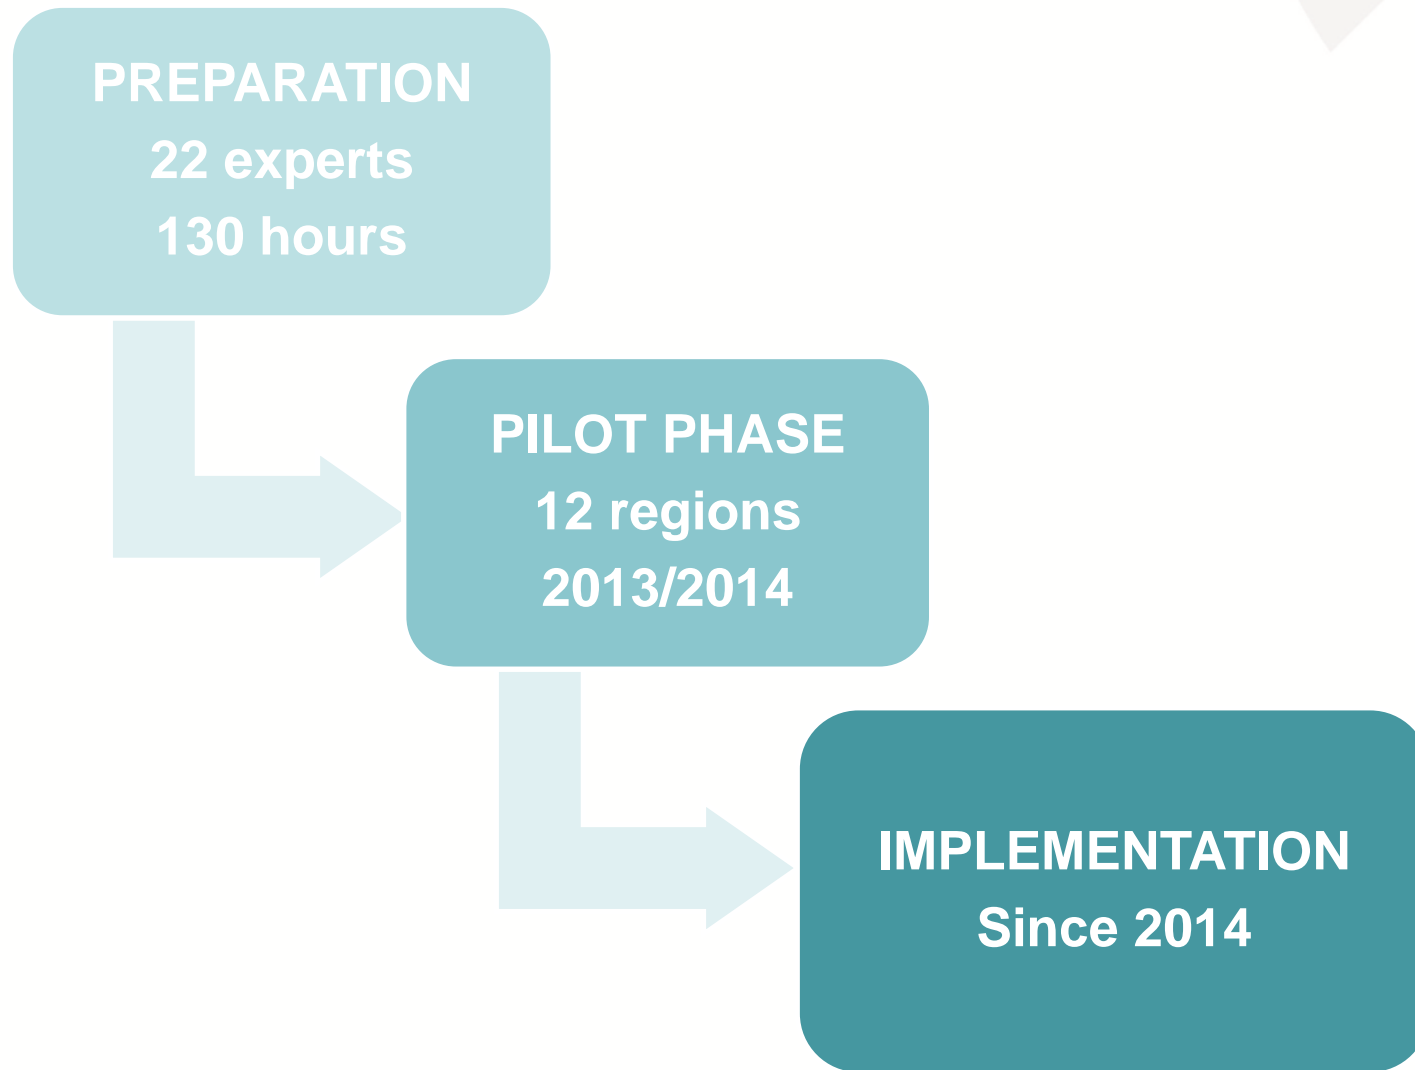 PREPARATION
22 experts
130 hours
PILOT PHASE
12 regions
2013/2014
IMPLEMENTATION
Since 2014